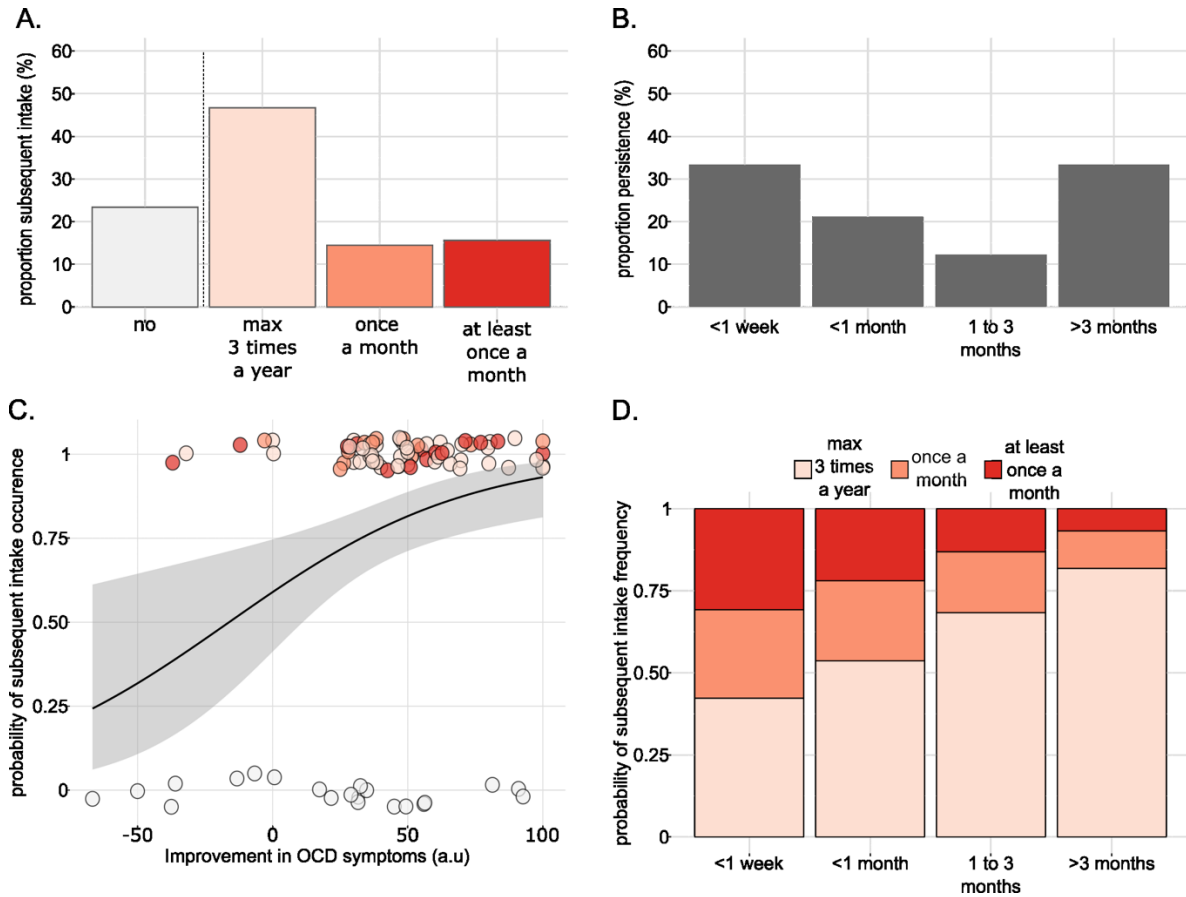 A.
proportion subsequent intake (%)
60
50
40
30
20
10
0
no
max
3 times
a year
once
a month
at least
once a
month
B.
proportion persistence (%)
60
50
40
30
20
10
0
<1 week
<1 month
1 to 3
months
>3 months
C.
probability of subsequent intake occurence
1
0.75
0.50
0.25
0
-50
0
50
100
Improvement in OCD symptoms (a.u)
D.
max
3 times
a year
once a
month
at least
once a
month
probability of subsequent intake frequency
1
0.75
0.50
0.25
0
<1 week
<1 month
1 to 3
months
>3 months